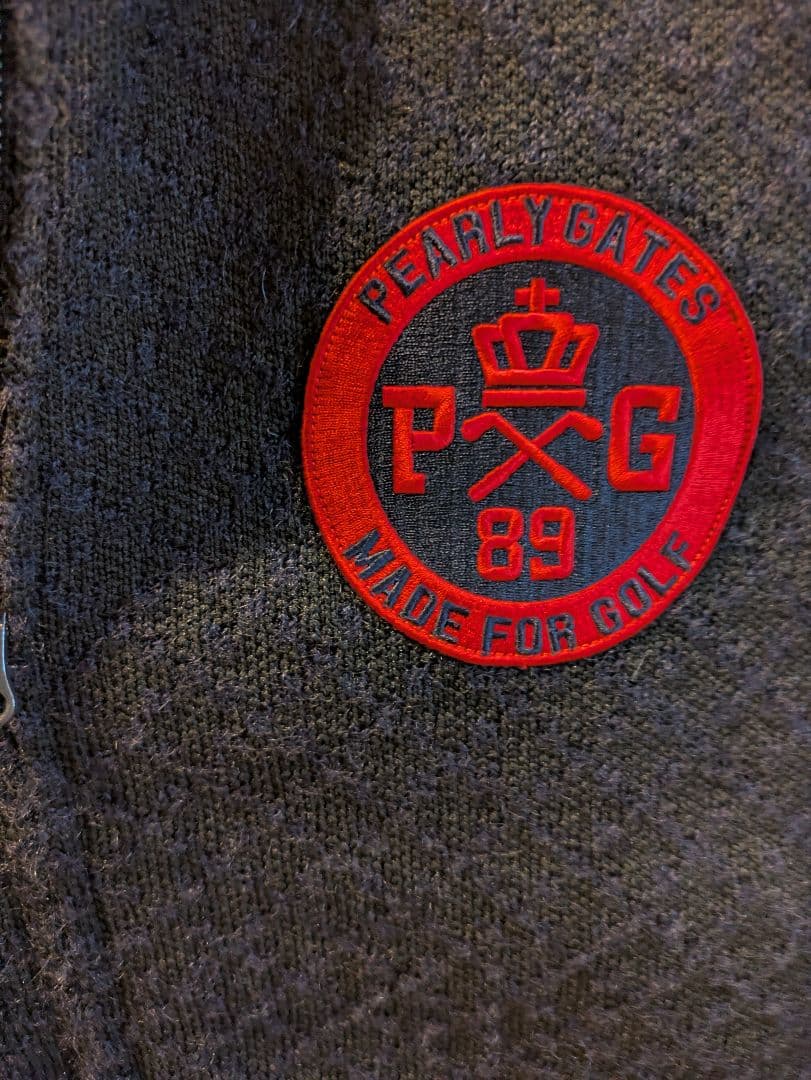 PEARLY GATES
P G
89
MADE FOR GOLF